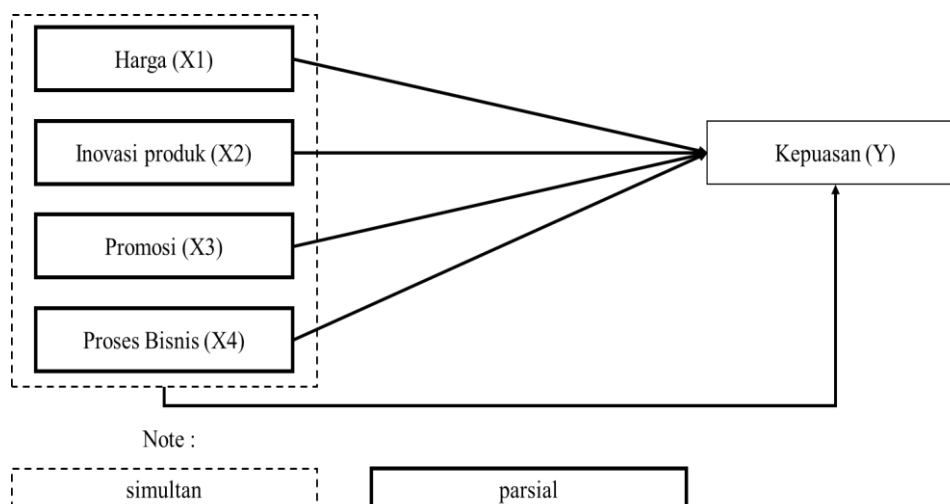 Harga (X1)
Inovasi produk (X2)
Kepuasan (Y)
Promosi (X3)
Proses Bisnis (X4)
Note :
simultan
parsial